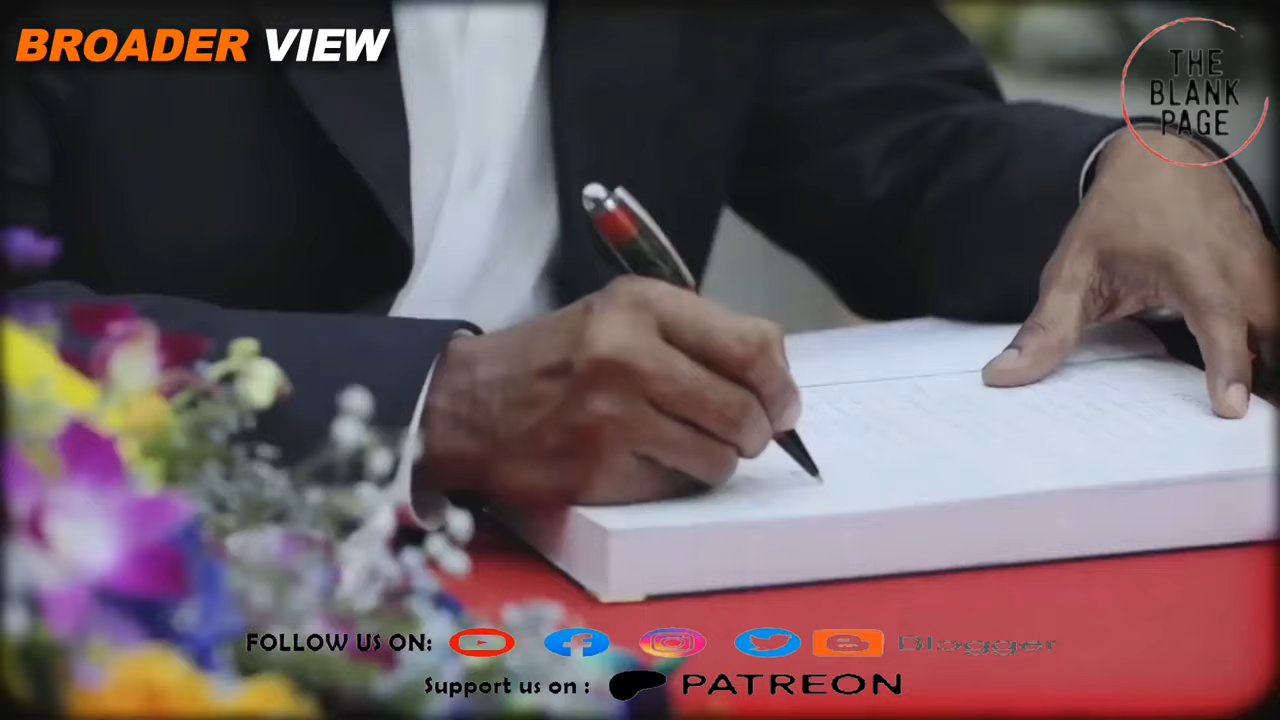 BROADER VIEW
THE
BLANK
PAGE
FOLLOW US ON:
Blogger
Support us on :
PATREON